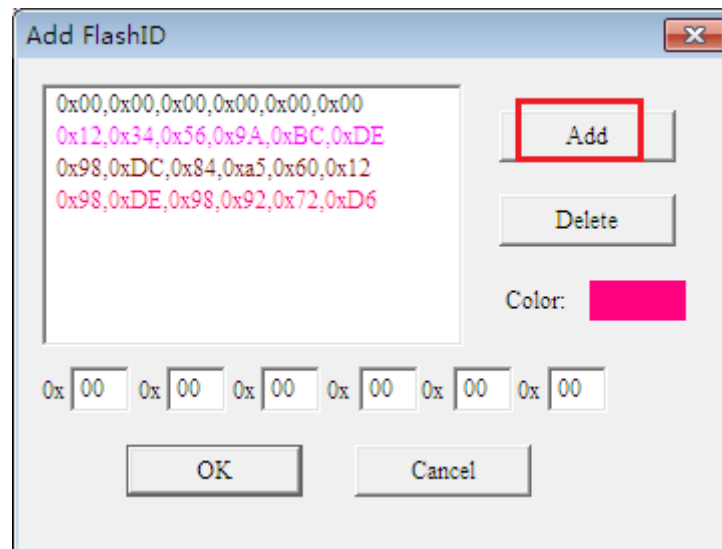 Add FlashID
0x00,0x00,0x00,0x00,0x00,0x00
0x12,0x34,0x56,0x9A,0xBC,0xDE
0x98,0xDC,0x84,0xa5,0x60,0x12
0x98,0xDE,0x98,0x92,0x72,0xD6
Add
Delete
Color:
0x 00 0x 00 0x 00 0x 00 0x 00 0x 00
OK Cancel